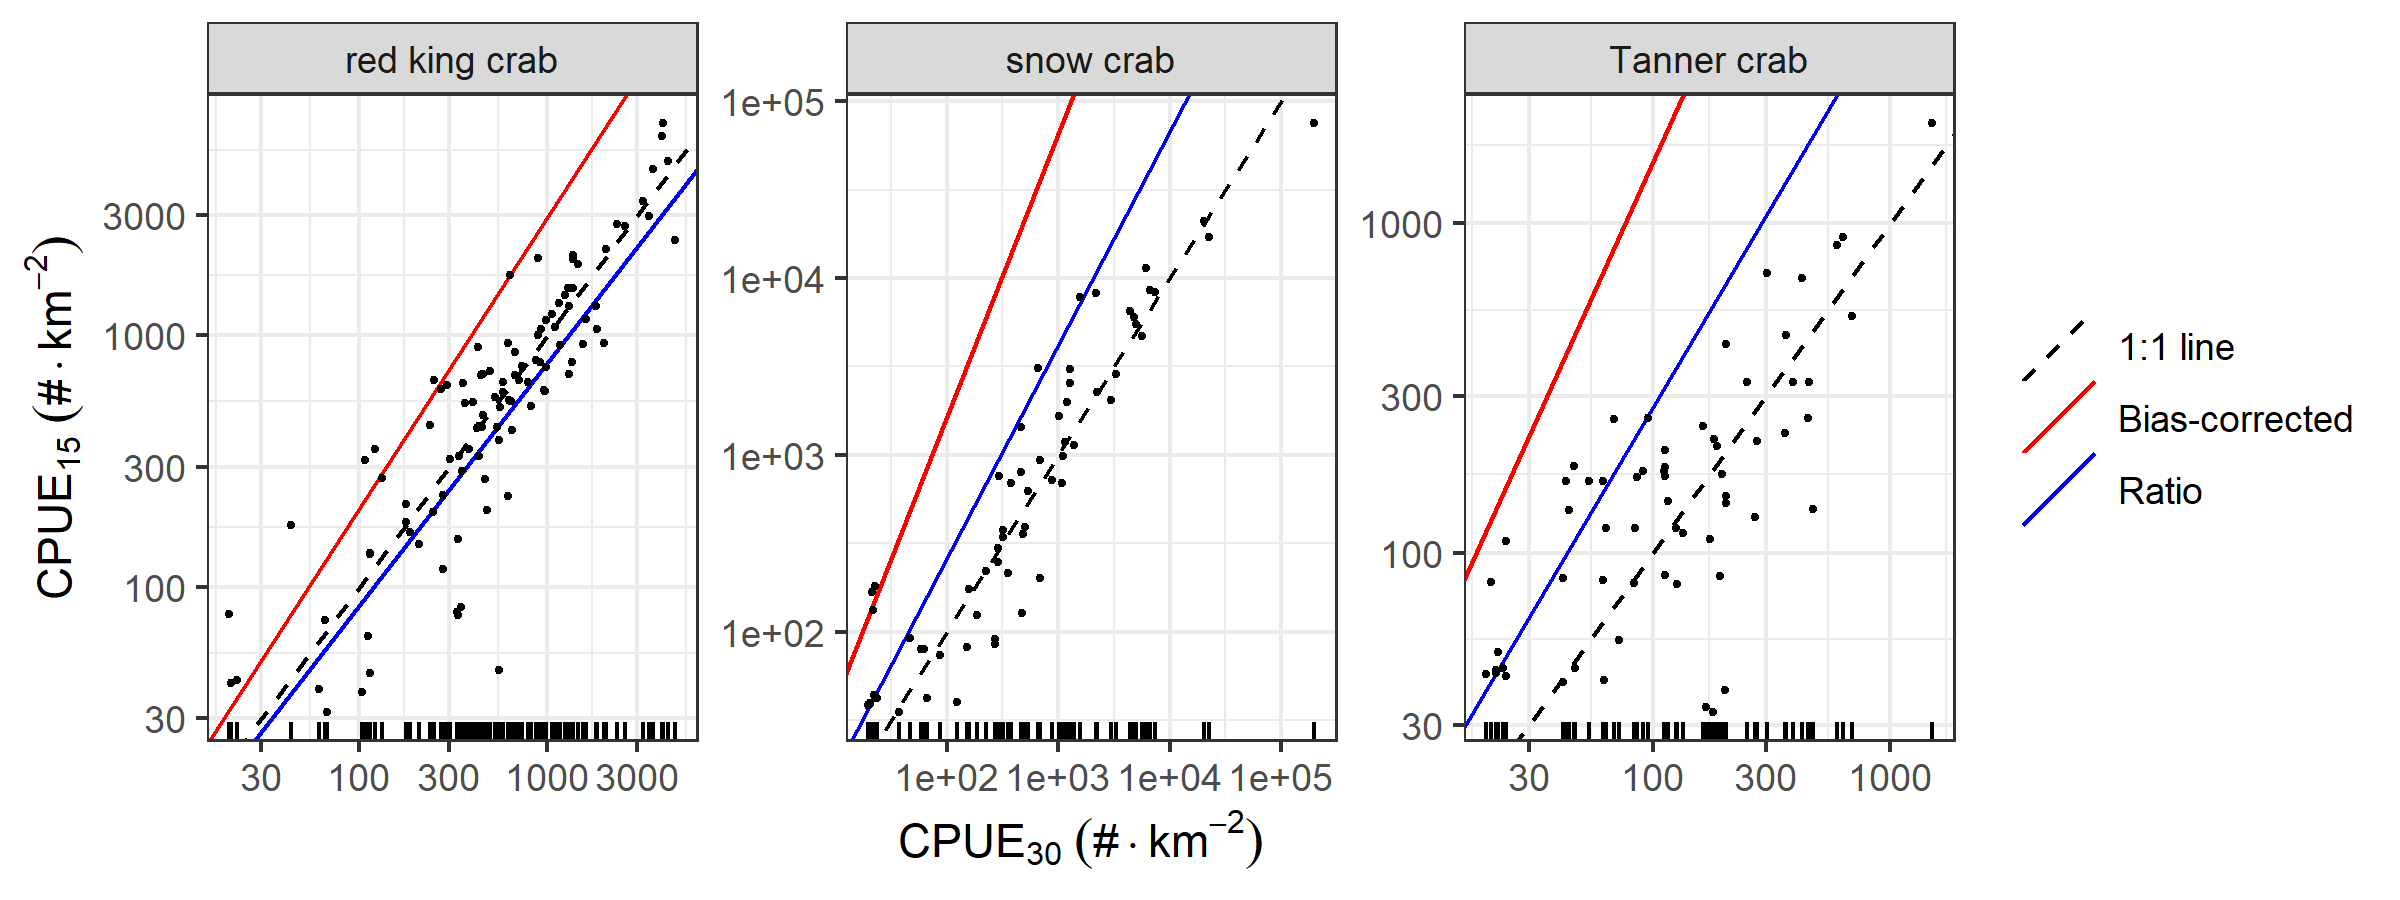 red king crab
snow crab
Tanner crab
CPUE₁₅ (# · km⁻²)
3000
1000
300
100
30
30 100 300 1000 3000
1e+05
1e+04
1e+03
1e+02
1e+02 1e+03 1e+04 1e+05
1000
300
100
30
30 100 300 1000
CPUE₃₀ (# · km⁻²)
1:1 line
Bias-corrected
Ratio